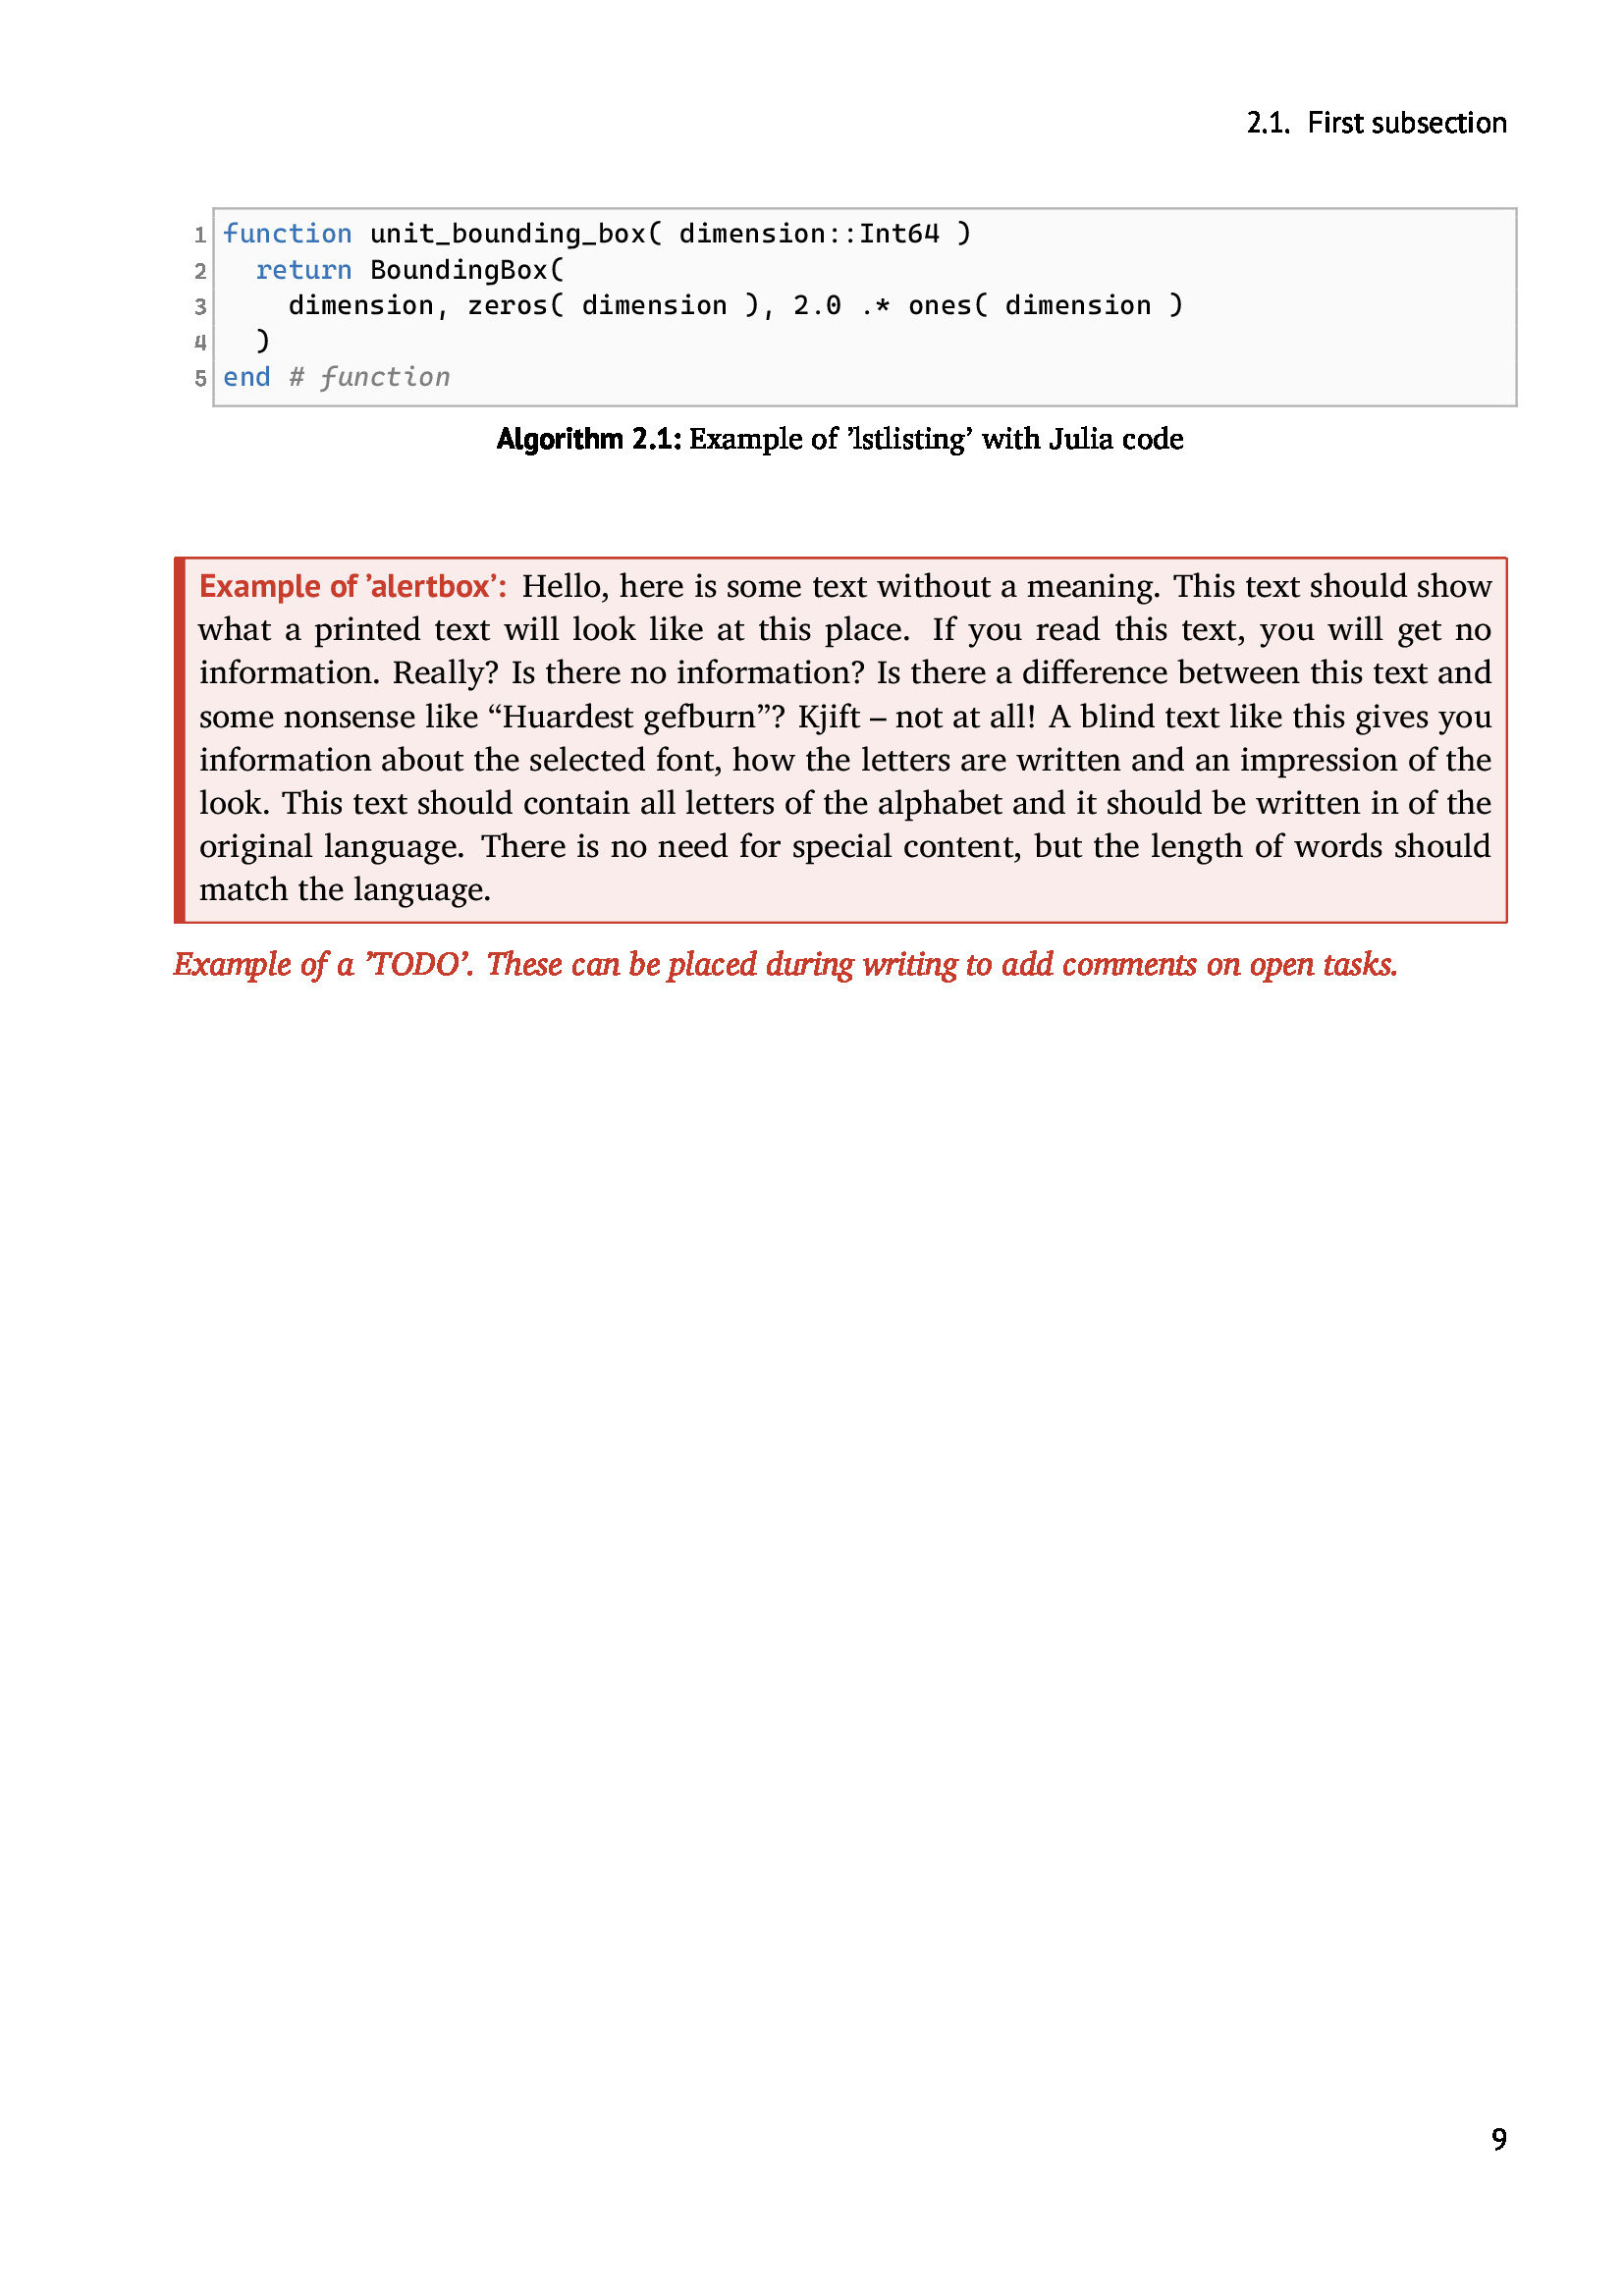 2.1. First subsection
1 function unit_bounding_box( dimension::Int64 )
2   return BoundingBox(
3     dimension, zeros( dimension ), 2.0 .* ones( dimension )
4   )
5 end # function
Algorithm 2.1: Example of ’lstlisting’ with Julia code
Example of ’alertbox’: Hello, here is some text without a meaning. This text should show
what a printed text will look like at this place. If you read this text, you will get no
information. Really? Is there no information? Is there a difference between this text and
some nonsense like “Huardest gefburn”? Kjift – not at all! A blind text like this gives you
information about the selected font, how the letters are written and an impression of the
look. This text should contain all letters of the alphabet and it should be written in of the
original language. There is no need for special content, but the length of words should
match the language.
Example of a ’TODO’. These can be placed during writing to add comments on open tasks.
9